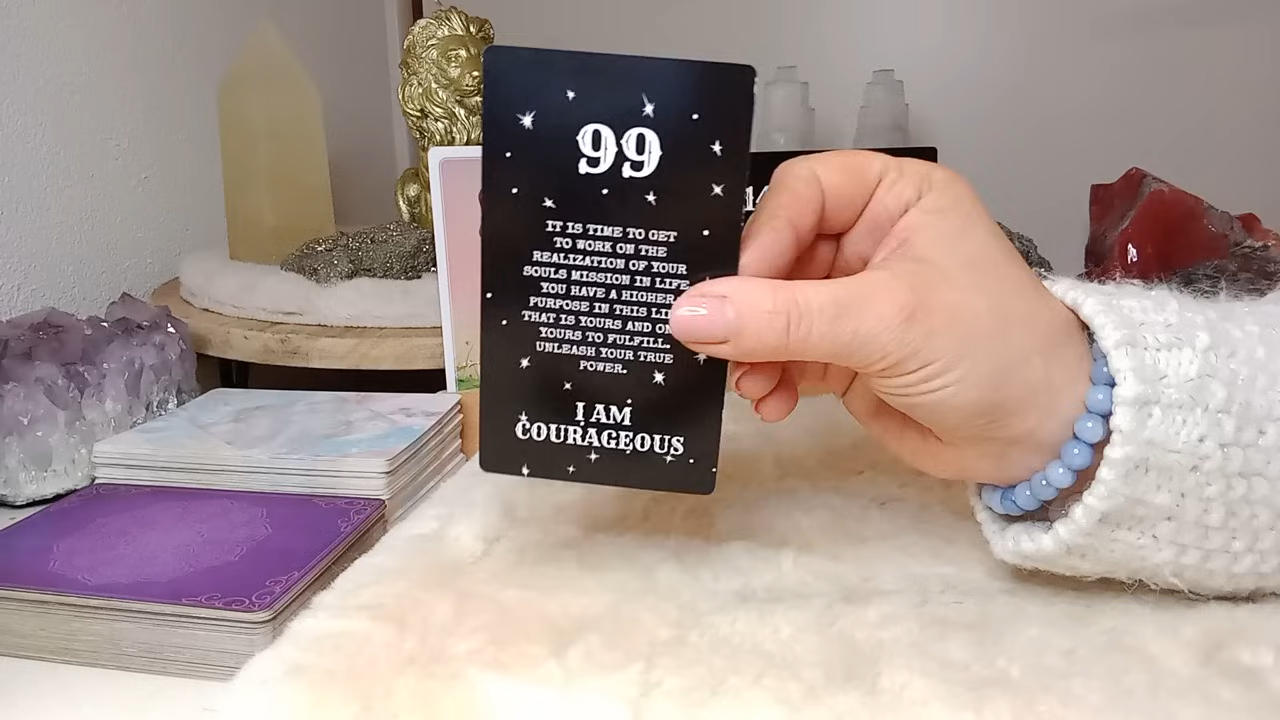 99
IT IS TIME TO GET
TO WORK ON THE
REALIZATION OF YOUR
SOULS MISSION IN LIFE
YOU HAVE A HIGHER
PURPOSE IN THIS
THAT IS YOURS AND
YOURS TO FULFILL.
UNLEASH YOUR TRUE
POWER.
I AM
COURAGEOUS